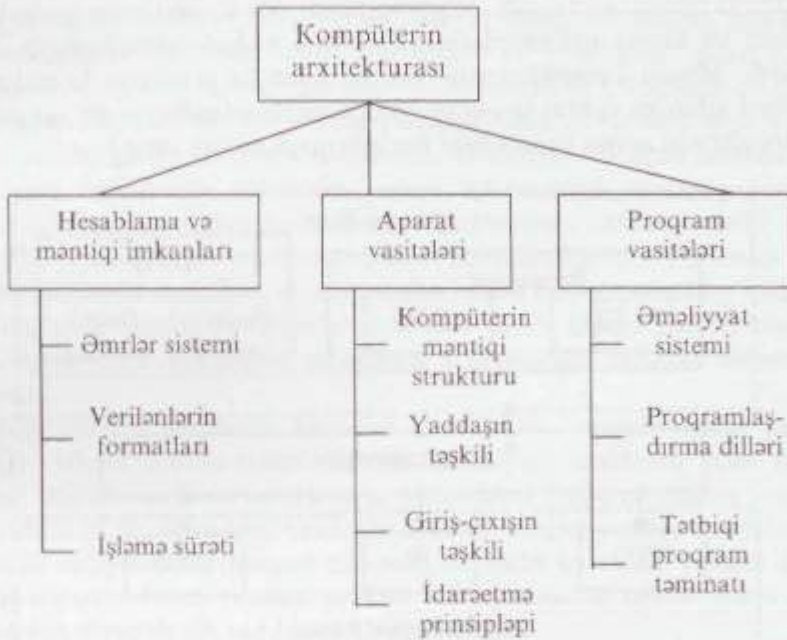 Kompüterin
arxitekturası
Hesablama və
məntiqi imkanları
Əmrlər sistemi
Verilənlərin
formatları
İşləmə sürəti
Aparat
vasitələri
Kompüterin
məntiqi
strukturu
Yaddaşın
təşkili
Giriş-çıxışın
təşkili
İdarəetmə
prinsipləpi
Proqram
vasitələri
Əməliyyat
sistemi
Proqramlaş-
dırma dilləri
Tətbiqi
proqram
təminatı